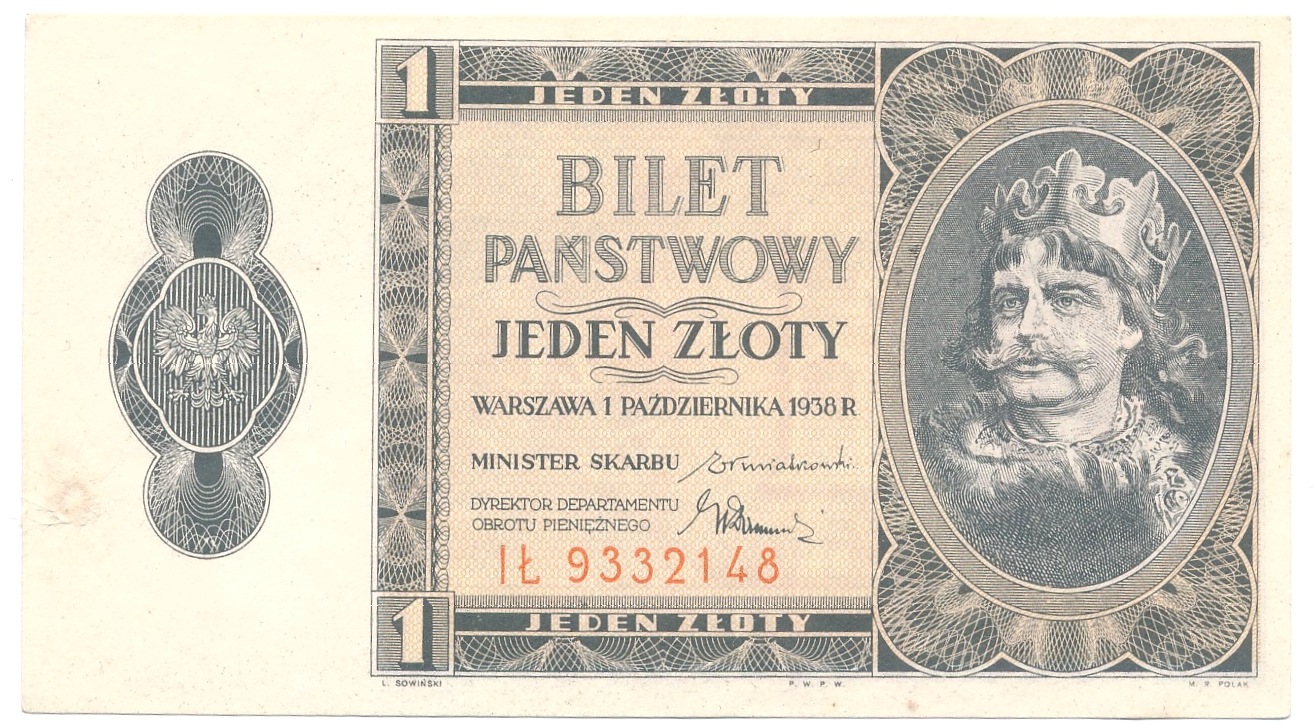 1
JEDEN ZŁOTY
BILET
PAŃSTWOWY
JEDEN ZŁOTY
WARSZAWA 1 PAŹDZIERNIKA 1938 R
MINISTER SKARBU
DYREKTOR DEPARTAMENTU
OBROTU PIENIĘŻNEGO
IŁ 9332148
1
JEDEN ZŁOTY
L. SOWIŃSKI
P. W. P. W.
M. R. POLAK